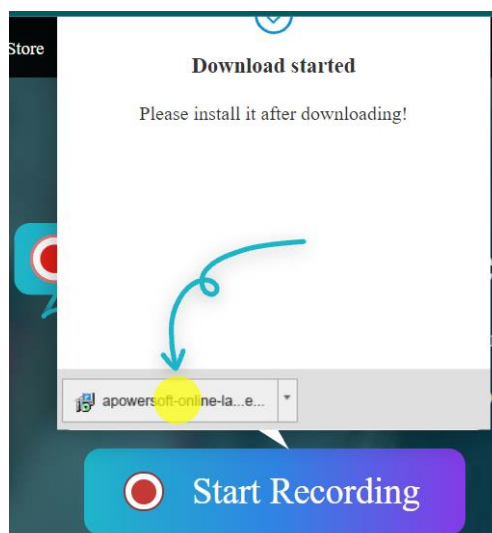 Store
Download started
Please install it after downloading!
apowersoft-online-la...e...
Start Recording